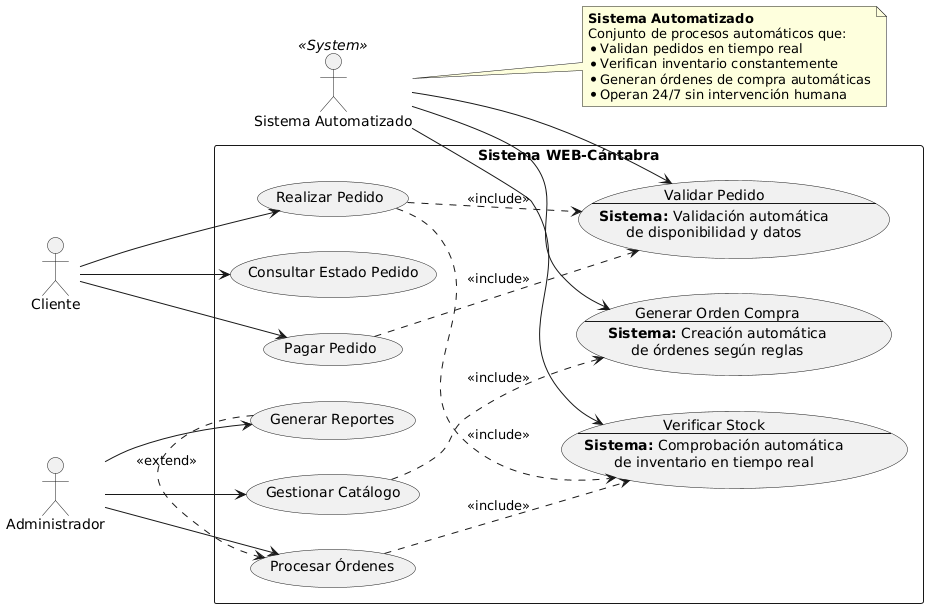 Sistema Automatizado
Conjunto de procesos automáticos que:
• Validan pedidos en tiempo real
• Verifican inventario constantemente
• Generan órdenes de compra automáticas
• Operan 24/7 sin intervención humana
«System»
Sistema Automatizado
Sistema WEB-Cántabra
Realizar Pedido
«include»
Validar Pedido
Sistema: Validación automática
de disponibilidad y datos
Cliente
Consultar Estado Pedido
«include»
Pagar Pedido
Generar Orden Compra
Sistema: Creación automática
de órdenes según reglas
«include»
Generar Reportes
«include»
Verificar Stock
Sistema: Comprobación automática
de inventario en tiempo real
«extend»
Administrador
Gestionar Catálogo
«include»
Procesar Órdenes